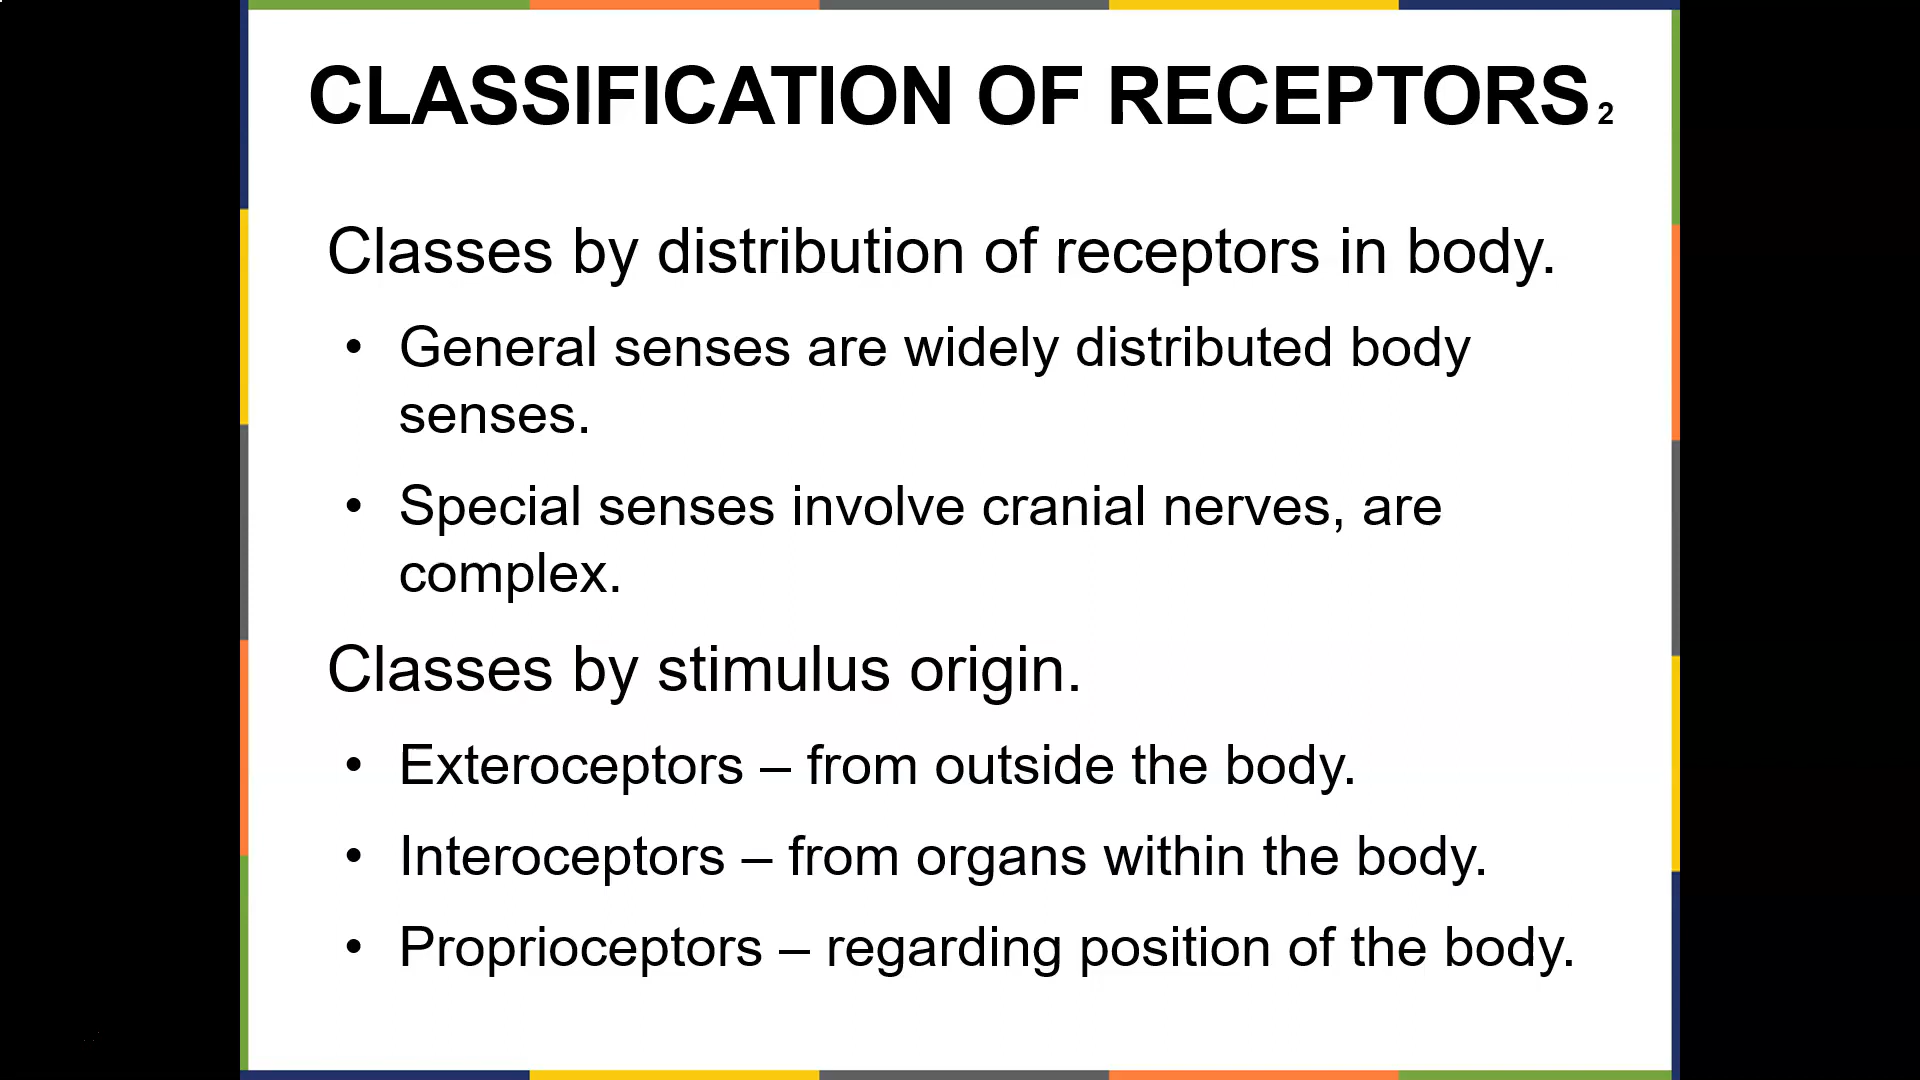 CLASSIFICATION OF RECEPTORS 2
Classes by distribution of receptors in body.
• General senses are widely distributed body
senses.
• Special senses involve cranial nerves, are
complex.
Classes by stimulus origin.
• Exteroceptors – from outside the body.
• Interoceptors – from organs within the body.
• Proprioceptors – regarding position of the body.